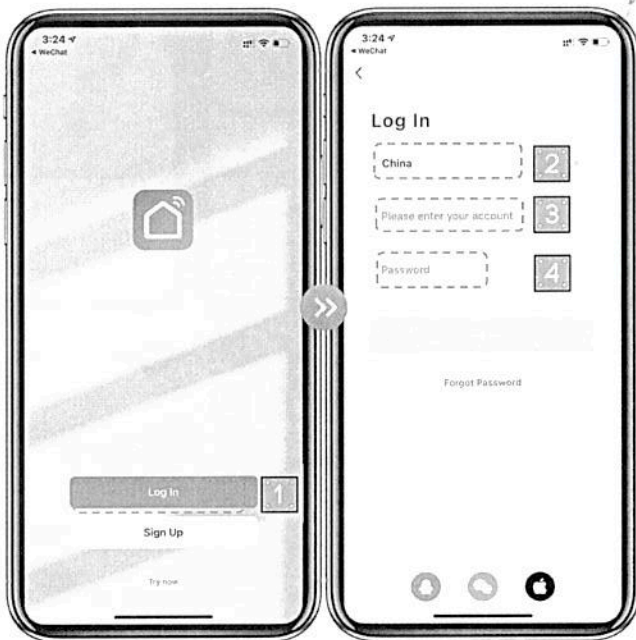 3:24
WeChat
1
Log In
Sign Up
Try now
3:24
WeChat
Log In
China
2
Please enter your account
3
Password
4
Forgot Password